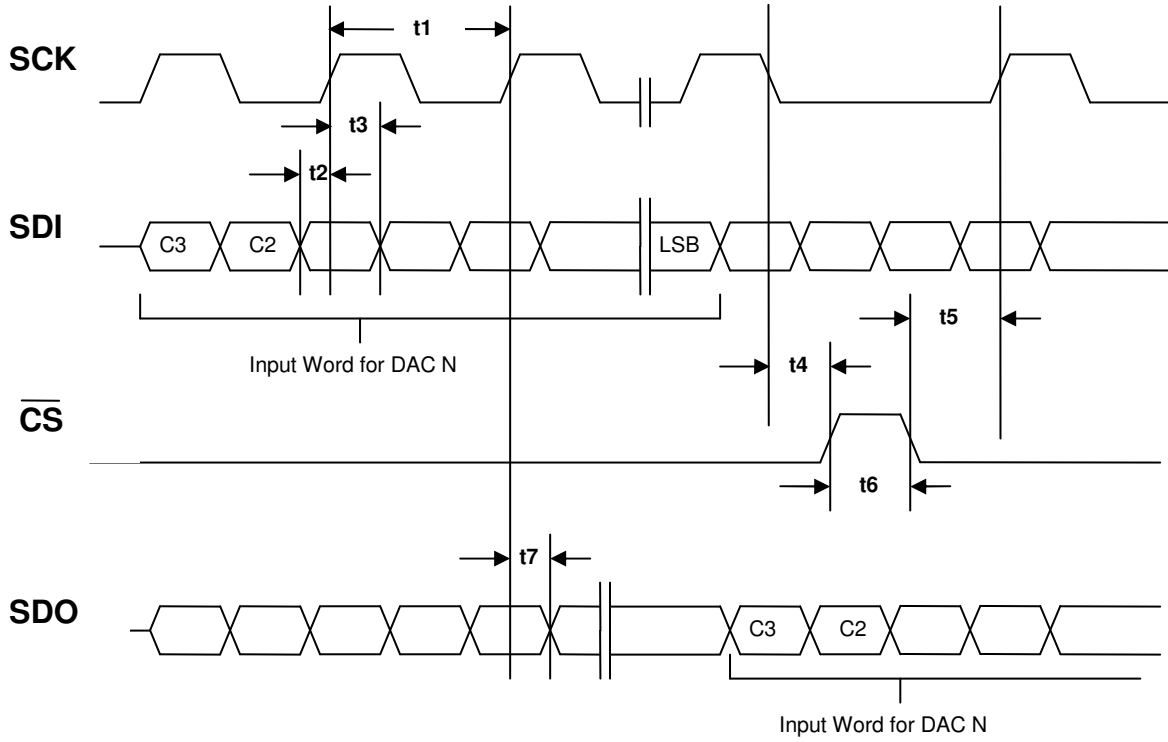 t1
SCK
t3
t2
SDI
C3 C2 LSB
t5
Input Word for DAC N
t4
CS
t6
t7
SDO
C3 C2
Input Word for DAC N